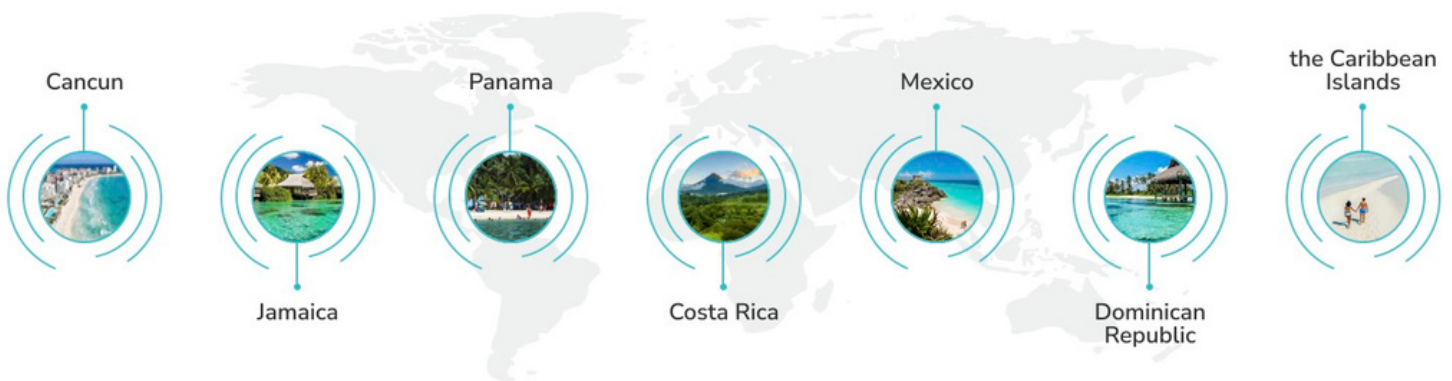 Cancun
Jamaica
Panama
Costa Rica
Mexico
Dominican
Republic
the Caribbean
Islands